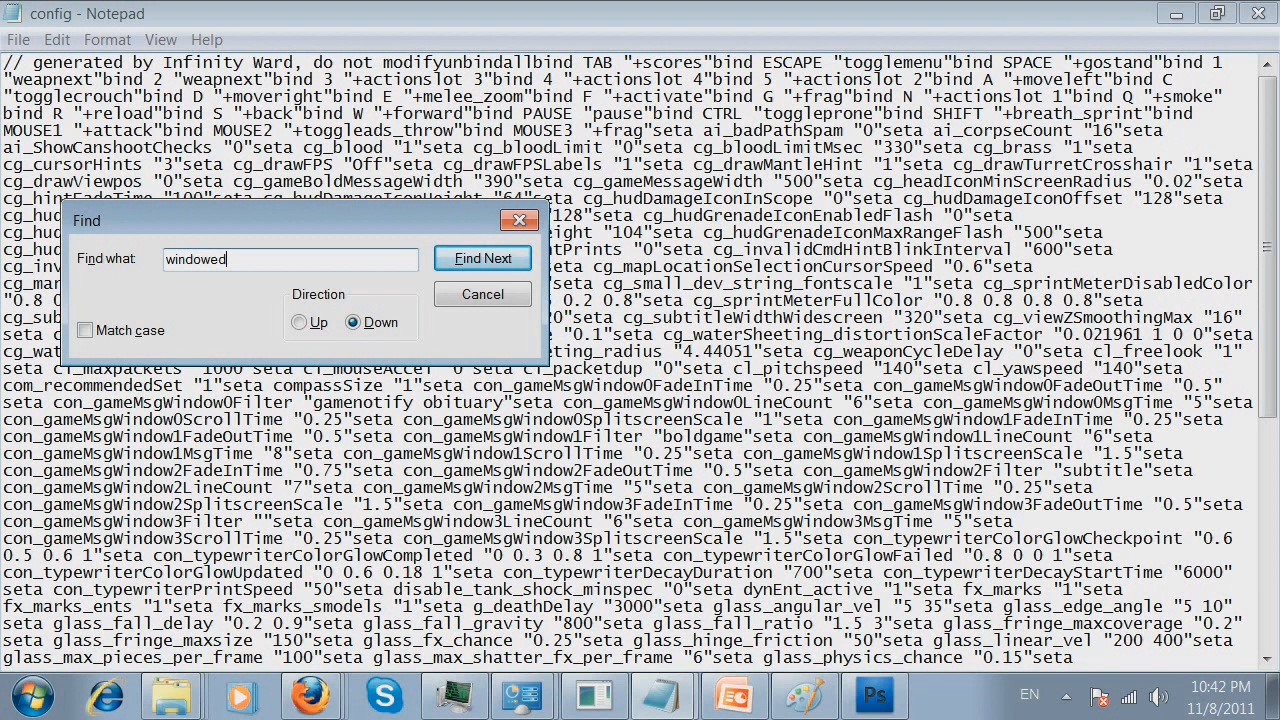 config - Notepad
File Edit Format View Help
// generated by Infinity Ward, do not modifyunbindallbind TAB "+scores"bind ESCAPE "togglemenu"bind SPACE "+gostand"bind 1
"weapnext"bind 2 "weapnext"bind 3 "+actionslot 3"bind 4 "+actionslot 4"bind 5 "+actionslot 2"bind A "+moveleft"bind C
"togglecrouch"bind D "+moveright"bind E "+melee_zoom"bind F "+activate"bind G "+frag"bind N "+actionslot 1"bind Q "+smoke"
bind R "+reload"bind S "+back"bind W "+forward"bind PAUSE "pause"bind CTRL "toggleprone"bind SHIFT "+breath_sprint"bind
MOUSE1 "+attack"bind MOUSE2 "+toggleads_throw"bind MOUSE3 "+frag"seta ai_badPathSpam "0"seta ai_corpseCount "16"seta
ai_ShowCanshootChecks "0"seta cg_blood "1"seta cg_bloodLimit "0"seta cg_bloodLimitMsec "330"seta cg_brass "1"seta
cg_cursorHints "3"seta cg_drawFPS "Off"seta cg_drawFPSLabels "1"seta cg_drawMantleHint "1"seta cg_drawTurretCrosshair "1"seta
cg_drawViewpos "0"seta cg_gameBoldMessageWidth "390"seta cg_gameMessageWidth "500"seta cg_headIconMinScreenRadius "0.02"seta
cg_hintFadeTime "100"seta cg_hudDamageIconHeight "64"seta cg_hudDamageIconInScope "0"seta cg_hudDamageIconOffset "128"seta
cg_hud "128"seta cg_hudGrenadeIconEnabledFlash "0"seta
cg_hud eight "104"seta cg_hudGrenadeIconMaxRangeFlash "500"seta
cg_hud tPrints "0"seta cg_invalidCmdHintBlinkInterval "600"seta
cg_inv cg_mapLocationSelectionCursorSpeed "0.6"seta
cg_small_dev_string_fontscale "1"seta cg_sprintMeterDisabledColor
"0.8 0 0.2 0.8"seta cg_sprintMeterFullColor "0.8 0.8 0.8 0.8"seta
cg_sub 0"seta cg_subtitleWidthWidescreen "320"seta cg_viewZSmoothingMax "16"
seta c e "0.1"seta cg_waterSheeting_distortionScaleFactor "0.021961 1 0 0"seta
cg_wat eting_radius "4.44051"seta cg_weaponCycleDelay "0"seta cl_freelook "1"
seta cl_maxpackets "1000"seta cl_mouseAccel "0"seta cl_packetdup "0"seta cl_pitchspeed "140"seta cl_yawspeed "140"seta
com_recommendedSet "1"seta compassSize "1"seta con_gameMsgWindow0FadeInTime "0.25"seta con_gameMsgWindow0FadeOutTime "0.5"
seta con_gameMsgWindow0Filter "gamenotify obituary"seta con_gameMsgWindow0LineCount "6"seta con_gameMsgWindow0MsgTime "5"seta
con_gameMsgWindow0ScrollTime "0.25"seta con_gameMsgWindow0SplitscreenScale "1"seta con_gameMsgWindow1FadeInTime "0.25"seta
con_gameMsgWindow1FadeOutTime "0.5"seta con_gameMsgWindow1Filter "boldgame"seta con_gameMsgWindow1LineCount "6"seta
con_gameMsgWindow1MsgTime "8"seta con_gameMsgWindow1ScrollTime "0.25"seta con_gameMsgWindow1SplitscreenScale "1.5"seta
con_gameMsgWindow2FadeInTime "0.75"seta con_gameMsgWindow2FadeOutTime "0.5"seta con_gameMsgWindow2Filter "subtitle"seta
con_gameMsgWindow2LineCount "7"seta con_gameMsgWindow2MsgTime "5"seta con_gameMsgWindow2ScrollTime "0.25"seta
con_gameMsgWindow2SplitscreenScale "1.5"seta con_gameMsgWindow3FadeInTime "0.25"seta con_gameMsgWindow3FadeOutTime "0.5"seta
con_gameMsgWindow3Filter ""seta con_gameMsgWindow3LineCount "6"seta con_gameMsgWindow3MsgTime "5"seta
con_gameMsgWindow3ScrollTime "0.25"seta con_gameMsgWindow3SplitscreenScale "1.5"seta con_typewriterColorGlowCheckpoint "0.6
0.5 0.6 1"seta con_typewriterColorGlowCompleted "0 0.3 0.8 1"seta con_typewriterColorGlowFailed "0.8 0 0 1"seta
con_typewriterColorGlowUpdated "0 0.6 0.18 1"seta con_typewriterDecayDuration "700"seta con_typewriterDecayStartTime "6000"
seta con_typewriterPrintSpeed "50"seta disable_tank_shock_minspec "0"seta dynEnt_active "1"seta fx_marks "1"seta
fx_marks_ents "1"seta fx_marks_smodels "1"seta g_deathDelay "3000"seta glass_angular_vel "5 35"seta glass_edge_angle "5 10"
seta glass_fall_delay "0.2 0.9"seta glass_fall_gravity "800"seta glass_fall_ratio "1.5 3"seta glass_fringe_maxcoverage "0.2"
seta glass_fringe_maxsize "150"seta glass_fx_chance "0.25"seta glass_hinge_friction "50"seta glass_linear_vel "200 400"seta
glass_max_pieces_per_frame "100"seta glass_max_shatter_fx_per_frame "6"seta glass_physics_chance "0.15"seta
Find
Find what:
windowed
Find Next
Direction
Cancel
Up
Down
Match case
EN
10:42 PM
11/8/2011
Ps